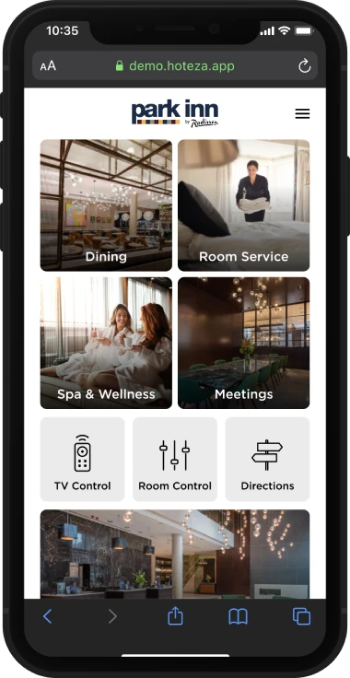 10:35
AA demo.hoteza.app
park inn
by Radisson
Dining Room Service
Spa & Wellness Meetings
TV Control Room Control Directions